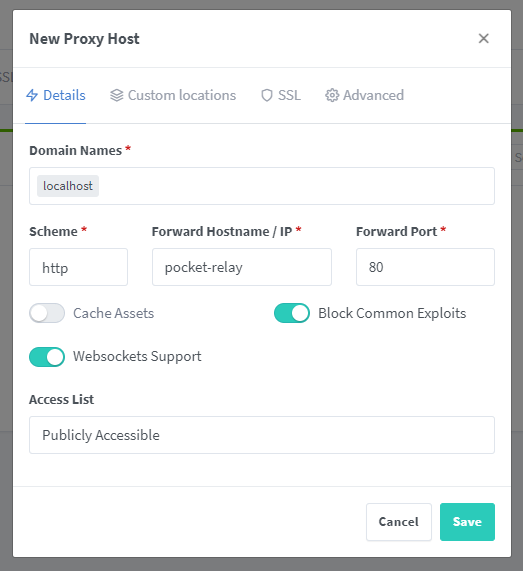 New Proxy Host ×
Details Custom locations SSL Advanced
Domain Names *
localhost
Scheme * Forward Hostname / IP * Forward Port *
http pocket-relay 80
Cache Assets Block Common Exploits
Websockets Support
Access List
Publicly Accessible
Cancel Save